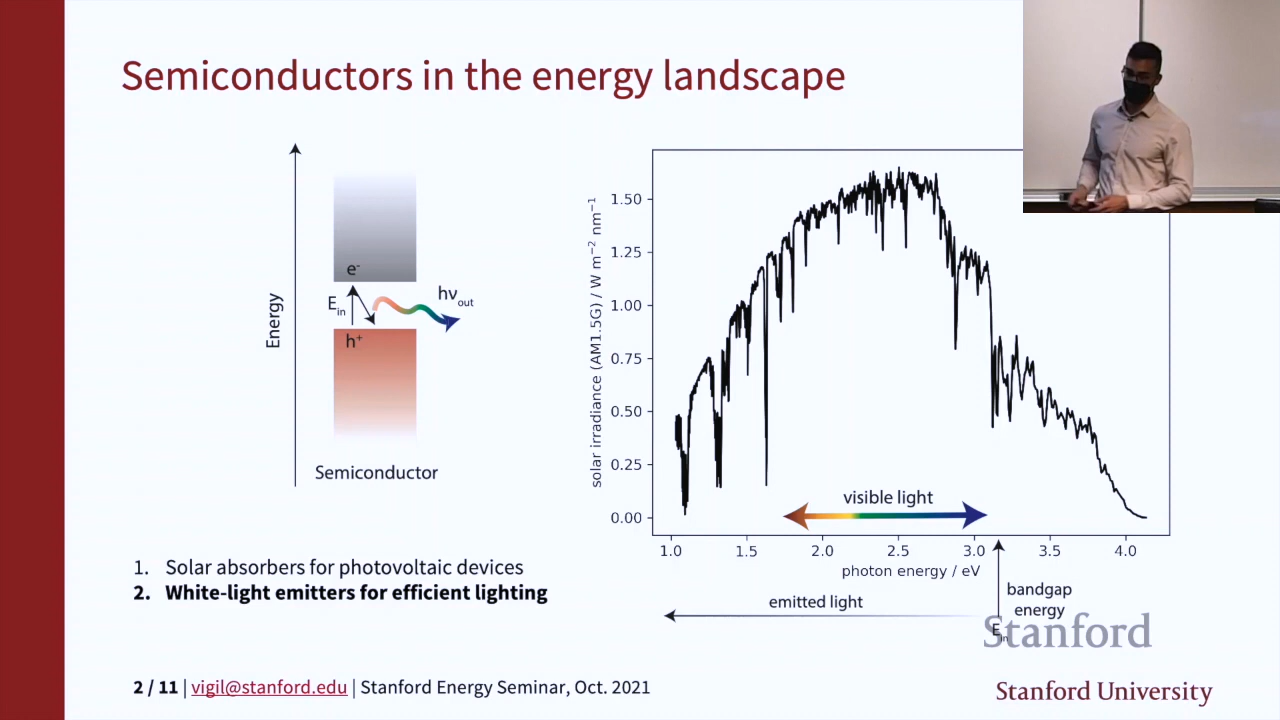 Semiconductors in the energy landscape
Energy
e-
E_in
hν_out
h+
Semiconductor
solar irradiance (AM1.5G) / W m−2 nm−1
1.50
1.25
1.00
0.75
0.50
0.25
0.00
visible light
1.0 1.5 2.0 2.5 3.0 3.5 4.0
photon energy / eV
emitted light
bandgap
energy
E_in
1. Solar absorbers for photovoltaic devices
2. White-light emitters for efficient lighting
Stanford
2 / 11 | vigil@stanford.edu | Stanford Energy Seminar, Oct. 2021
Stanford University